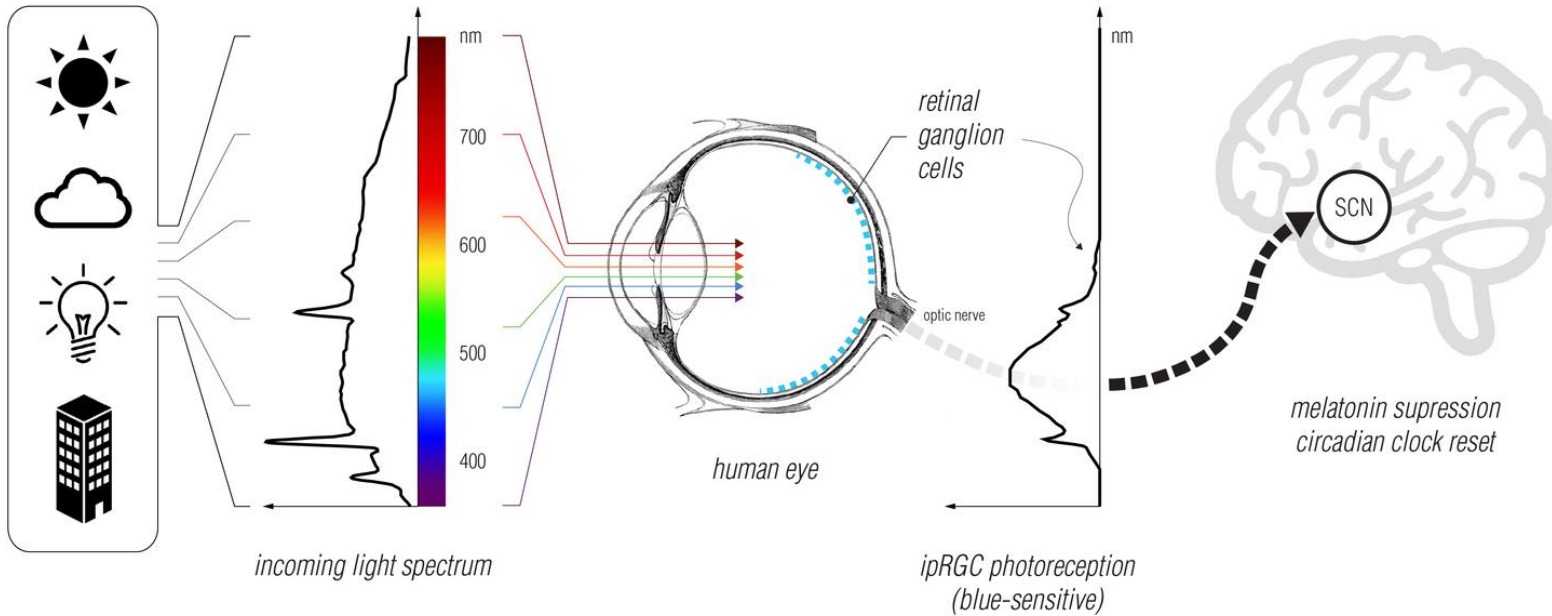 nm
700
600
500
400
incoming light spectrum
human eye
retinal
ganglion
cells
optic nerve
nm
ipRGC photoreception
(blue-sensitive)
SCN
melatonin supression
circadian clock reset